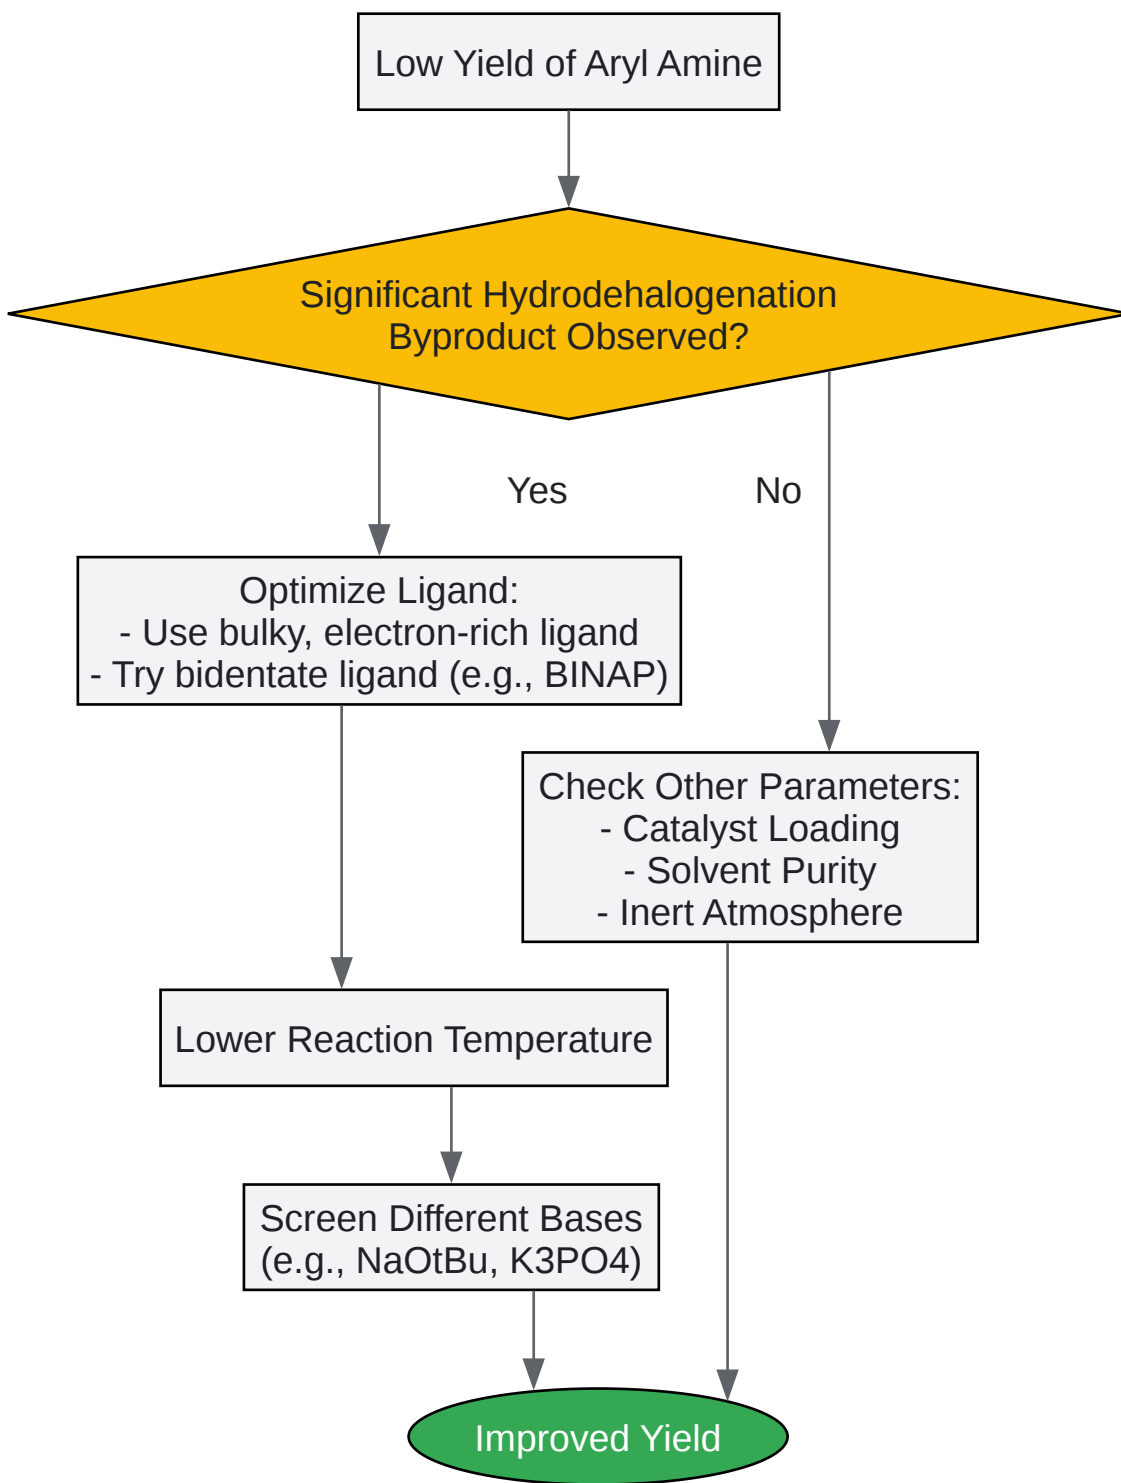 Low Yield of Aryl Amine
Significant Hydrodehalogenation
Byproduct Observed?
Yes
No
Optimize Ligand:
- Use bulky, electron-rich ligand
- Try bidentate ligand (e.g., BINAP)
Check Other Parameters:
- Catalyst Loading
- Solvent Purity
- Inert Atmosphere
Lower Reaction Temperature
Screen Different Bases
(e.g., NaOtBu, K3PO4)
Improved Yield